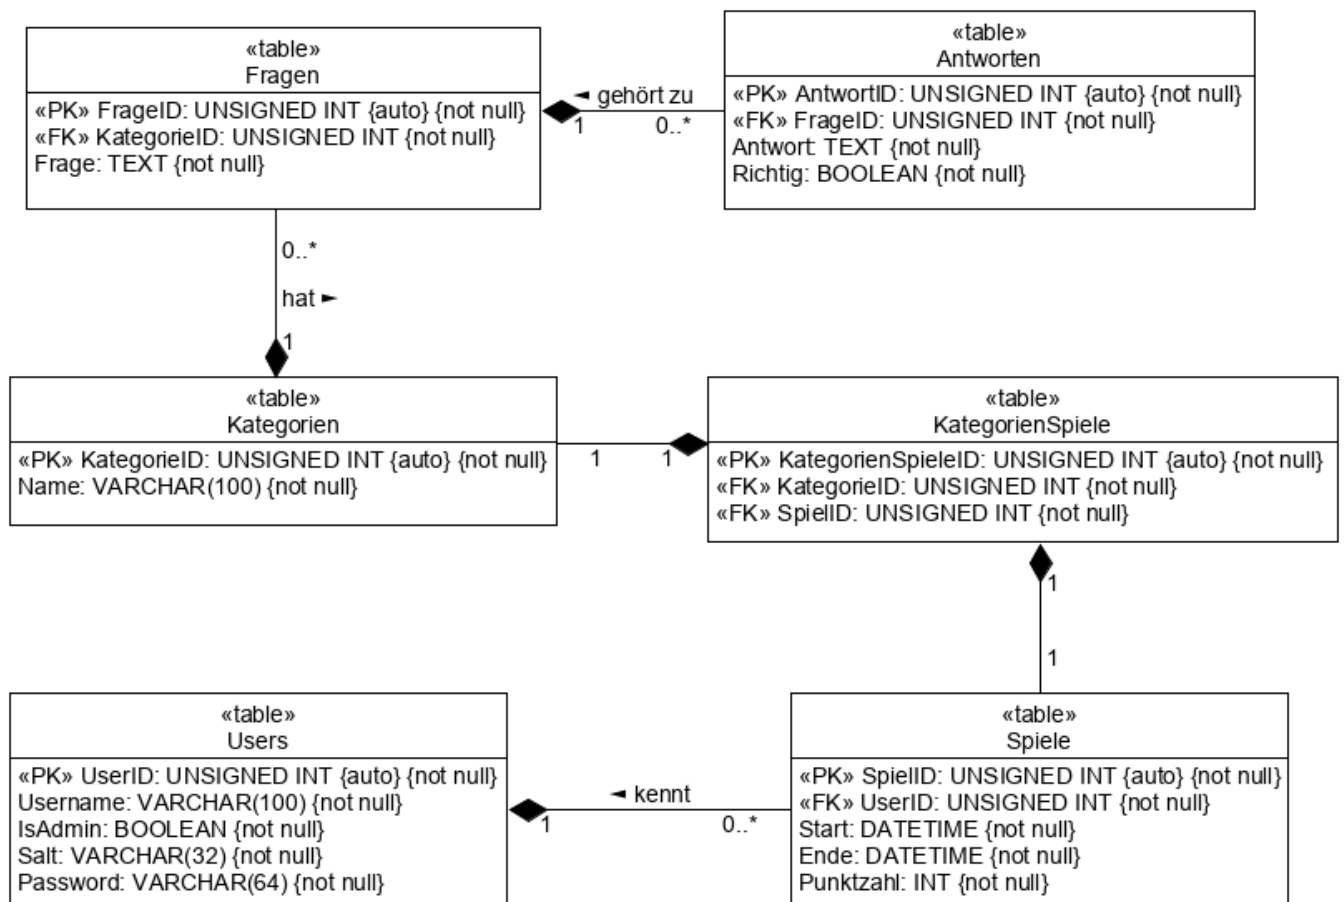 «table»
Fragen
«PK» FrageID: UNSIGNED INT {auto} {not null}
«FK» KategorieID: UNSIGNED INT {not null}
Frage: TEXT {not null}
◄ gehört zu
1
0..*
«table»
Antworten
«PK» AntwortID: UNSIGNED INT {auto} {not null}
«FK» FrageID: UNSIGNED INT {not null}
Antwort: TEXT {not null}
Richtig: BOOLEAN {not null}
0..*
hat ►
1
«table»
Kategorien
«PK» KategorieID: UNSIGNED INT {auto} {not null}
Name: VARCHAR(100) {not null}
1
1
«table»
KategorienSpiele
«PK» KategorienSpieleID: UNSIGNED INT {auto} {not null}
«FK» KategorieID: UNSIGNED INT {not null}
«FK» SpielID: UNSIGNED INT {not null}
1
1
«table»
Users
«PK» UserID: UNSIGNED INT {auto} {not null}
Username: VARCHAR(100) {not null}
IsAdmin: BOOLEAN {not null}
Salt: VARCHAR(32) {not null}
Password: VARCHAR(64) {not null}
◄ kennt
1
0..*
«table»
Spiele
«PK» SpielID: UNSIGNED INT {auto} {not null}
«FK» UserID: UNSIGNED INT {not null}
Start: DATETIME {not null}
Ende: DATETIME {not null}
Punktzahl: INT {not null}